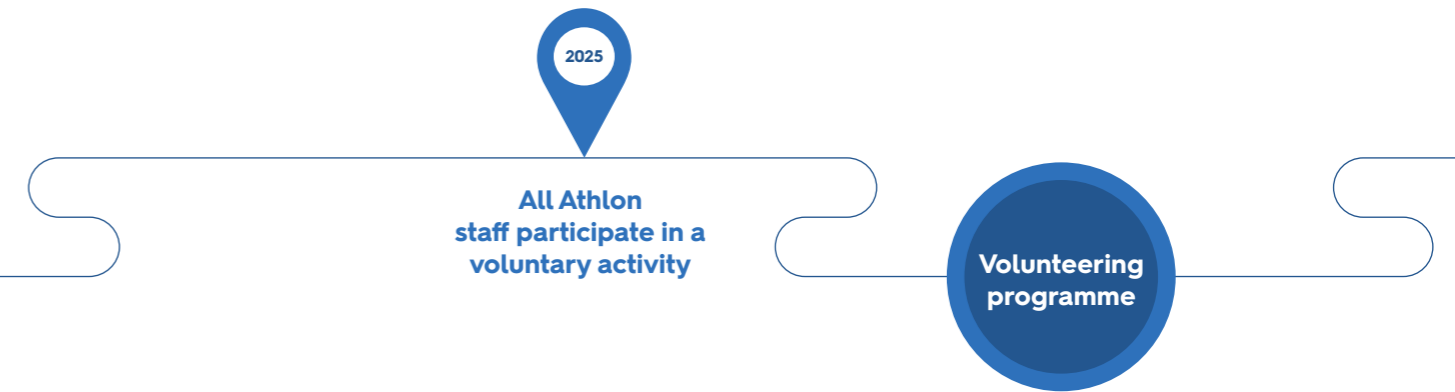 2025
All Athlon
staff participate in a
voluntary activity
Volunteering
programme